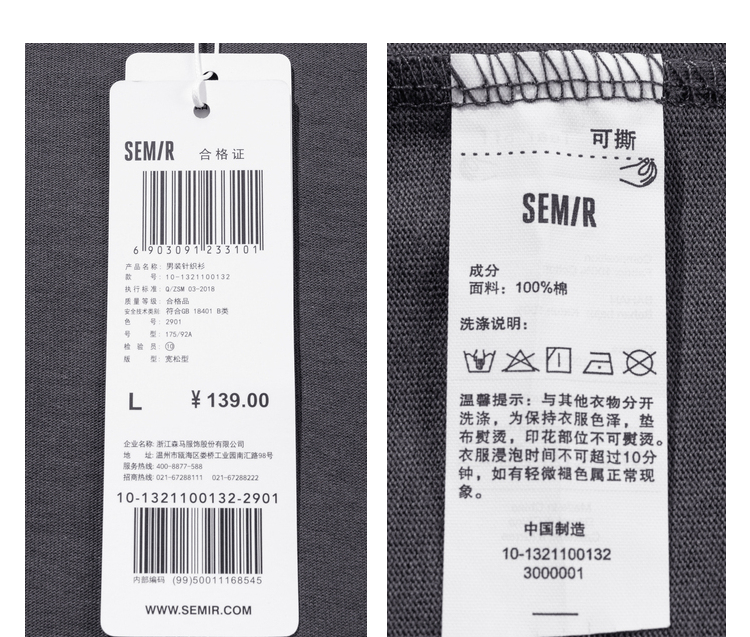 SEM/R 合格证
6 903091 233101
产品名称: 男装针织衫
款 号: 10-1321100132
执行标准: Q/ZSM 03-2018
质量等级: 合格品
安全技术类别: 符合GB 18401 B类
色 号: 2901
号 型: 175/92A
检 验 员 ⑩
版 型: 宽松型
L ¥139.00
企业名称: 浙江森马服饰股份有限公司
地 址: 温州市瓯海区娄桥工业园南汇路98号
服务热线: 400-8877-588
招商热线: 021-67288111 021-67288222
10-1321100132-2901
内部编码 (99)50011168545
WWW.SEMIR.COM
可撕
SEM/R
成分
面料: 100%棉
洗涤说明:
温馨提示: 与其他衣物分开
洗涤，为保持衣服色泽，垫
布熨烫，印花部位不可熨烫。
衣服浸泡时间不可超过10分
钟，如有轻微褪色属正常现
象。
中国制造
10-1321100132
3000001